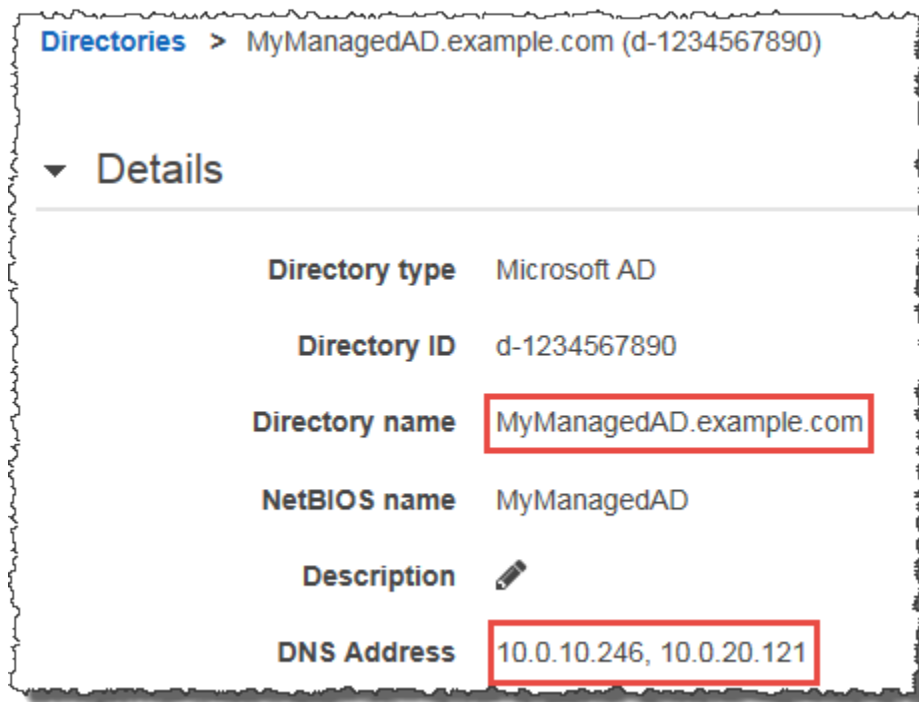 Directories > MyManagedAD.example.com (d-1234567890)
Details
Directory type Microsoft AD
Directory ID d-1234567890
Directory name MyManagedAD.example.com
NetBIOS name MyManagedAD
Description
DNS Address 10.0.10.246, 10.0.20.121